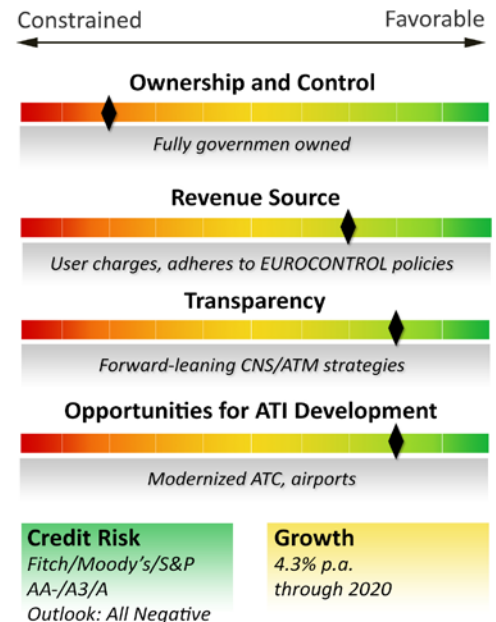 Constrained Favorable
Ownership and Control
Fully governmen owned
Revenue Source
User charges, adheres to EUROCONTROL policies
Transparency
Forward-leaning CNS/ATM strategies
Opportunities for ATI Development
Modernized ATC, airports
Credit Risk
Fitch/Moody's/S&P
AA-/A3/A
Outlook: All Negative
Growth
4.3% p.a.
through 2020